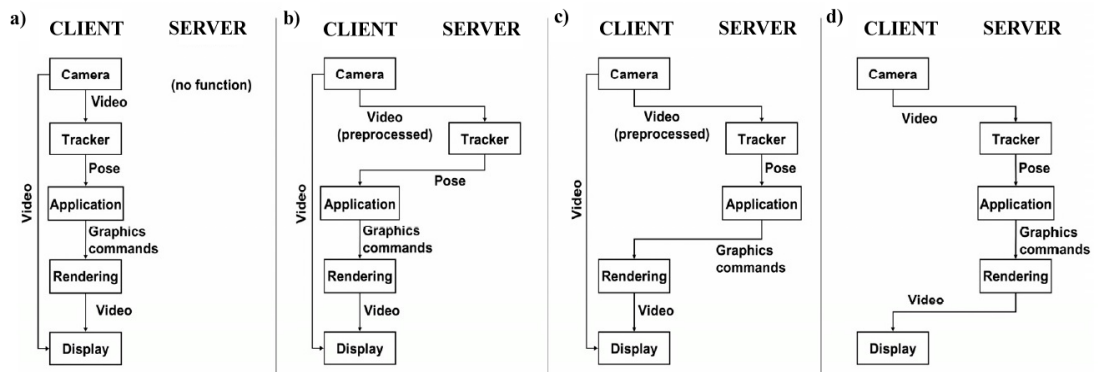 a)
CLIENT SERVER
Camera
(no function)
Video
Tracker
Pose
Application
Graphics
commands
Rendering
Video
Display
Video
b)
CLIENT SERVER
Camera
Video
(preprocessed)
Tracker
Pose
Application
Graphics
commands
Rendering
Video
Display
Video
c)
CLIENT SERVER
Camera
Video
(preprocessed)
Tracker
Pose
Application
Graphics
commands
Rendering
Video
Display
Video
d)
CLIENT SERVER
Camera
Video
Tracker
Pose
Application
Graphics
commands
Rendering
Video
Display